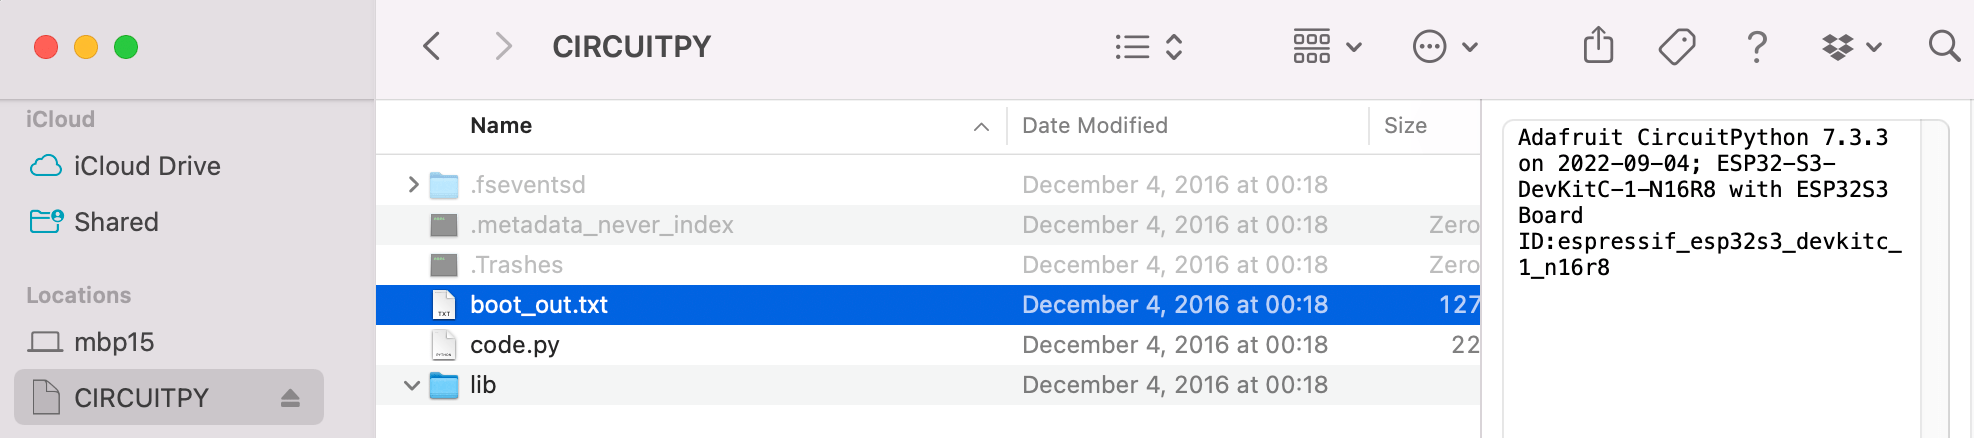 CIRCUITPY
iCloud
iCloud Drive
Shared
Locations
mbp15
CIRCUITPY
Name Date Modified Size
.fseventsd December 4, 2016 at 00:18
.metadata_never_index December 4, 2016 at 00:18 Zero
.Trashes December 4, 2016 at 00:18 Zero
boot_out.txt December 4, 2016 at 00:18 127
code.py December 4, 2016 at 00:18 22
lib December 4, 2016 at 00:18
TXT
PYTHON
Adafruit CircuitPython 7.3.3
on 2022-09-04; ESP32-S3-
DevKitC-1-N16R8 with ESP32S3
Board
ID:espressif_esp32s3_devkitc_
1_n16r8